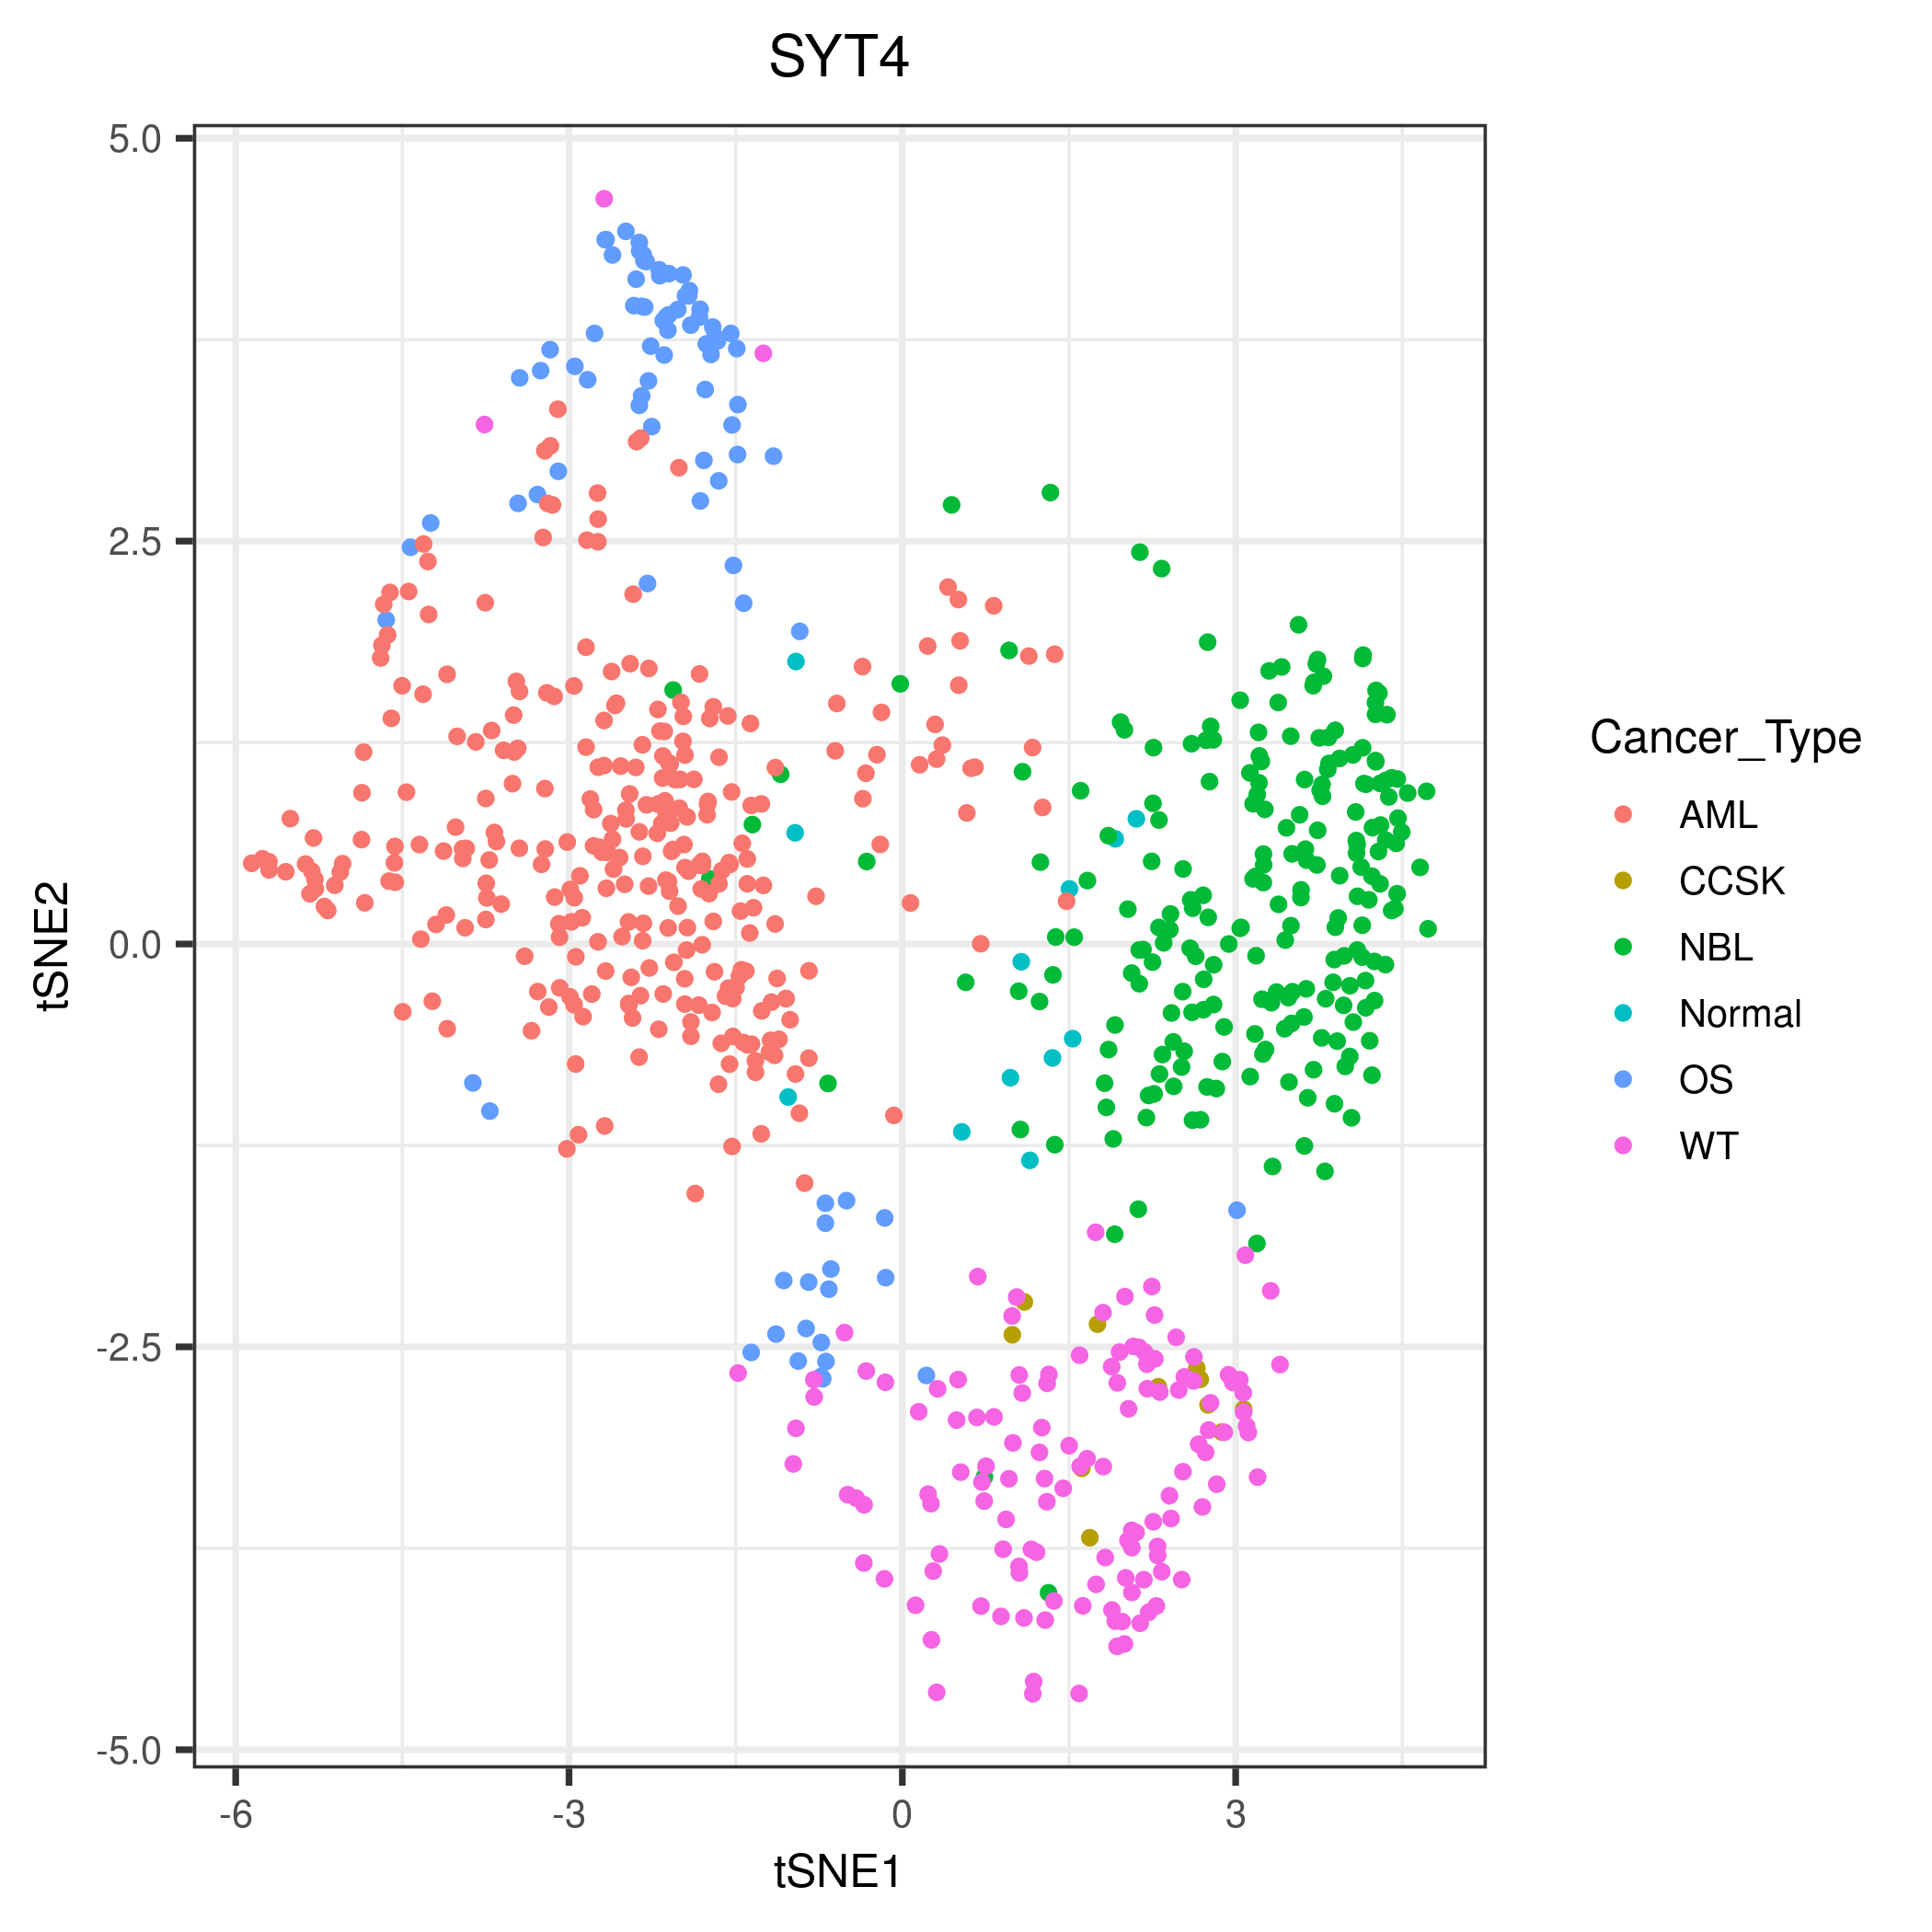 SYT4
5.0
2.5
0.0
-2.5
-5.0
tSNE2
-6
-3
0
3
tSNE1
Cancer_Type
AML
CCSK
NBL
Normal
OS
WT